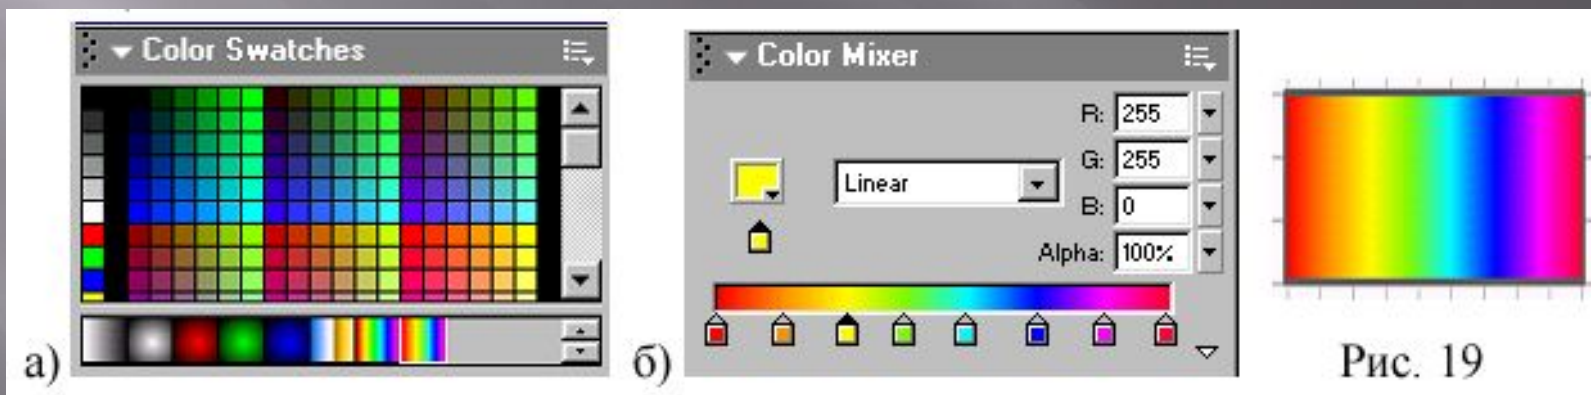 Color Swatches
а)
Color Mixer
R: 255
G: 255
B: 0
Alpha: 100%
Linear
б)
Рис. 19